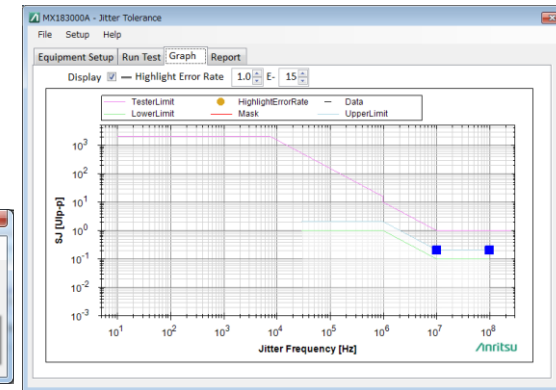 MX183000A - Jitter Tolerance
File Setup Help
Equipment Setup Run Test Graph Report
Display Highlight Error Rate 1.0 E- 15
TesterLimit HighlightErrorRate Data
LowerLimit Mask UpperLimit
10³
10²
10¹
10⁰
10⁻¹
10⁻²
10⁻³
SJ [UIp-p]
10¹ 10² 10³ 10⁴ 10⁵ 10⁶ 10⁷ 10⁸
Jitter Frequency [Hz]
Anritsu